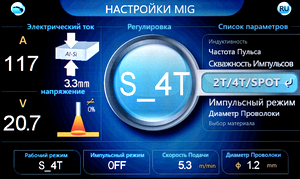 НАСТРОЙКИ MIG
RU
Электрический ток
A
117
Al-Si
3.3mm
напряжение
V
20.7
0%
Регулировка
S_4T
Список параметров
Индуктивность
Частота Пульса
Скважность Импульсов
2T/4T/SPOT
Импульсный режим
Диаметр Проволоки
Выбор материала
Рабочий режим
S_4T
Импульсный режим
OFF
Скорость Подачи
5.3 m/min
Диаметр Проволоки
Φ 1.2 mm